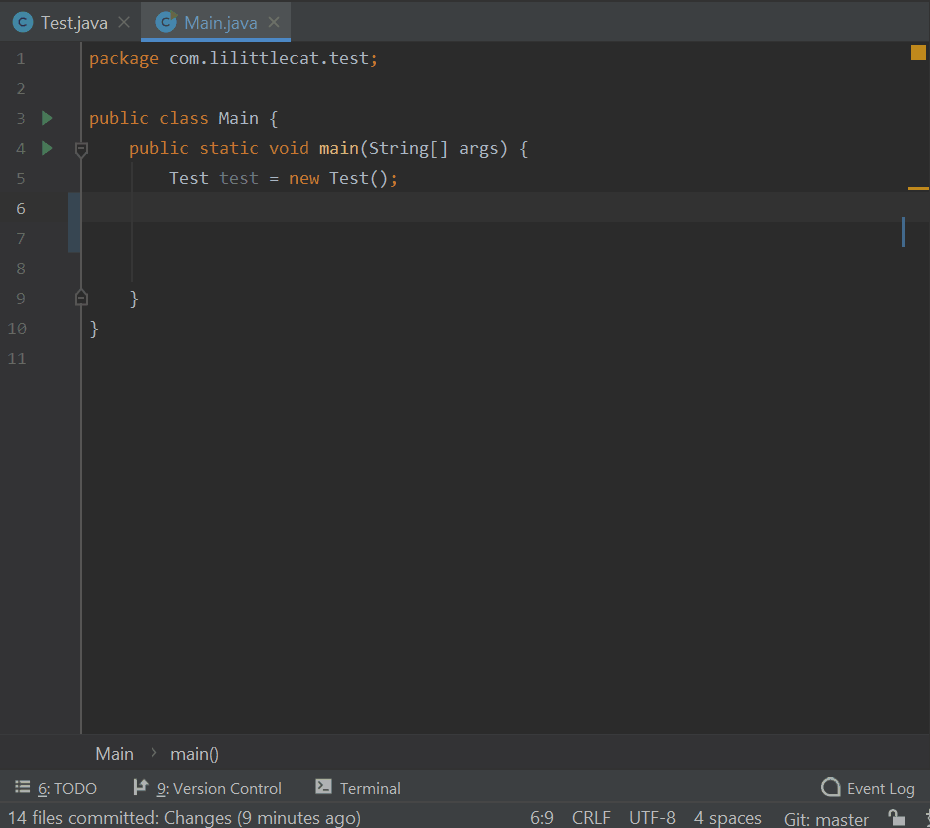 Test.java Main.java
1 package com.lilittlecat.test;
2
3 public class Main {
4 public static void main(String[] args) {
5 Test test = new Test();
6
7
8
9 }
10 }
11
Main main()
6: TODO 9: Version Control Terminal Event Log
14 files committed: Changes (9 minutes ago) 6:9 CRLF UTF-8 4 spaces Git: master